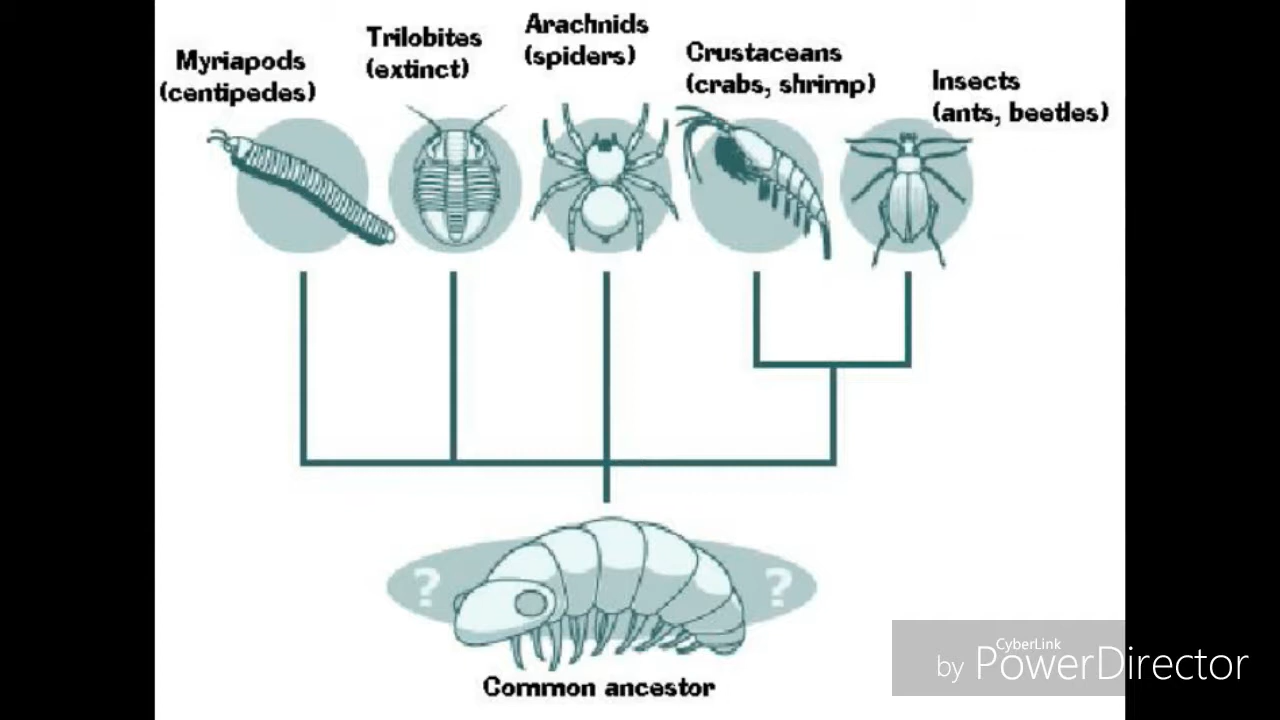 Myriapods
(centipedes)
Trilobites
(extinct)
Arachnids
(spiders)
Crustaceans
(crabs, shrimp)
Insects
(ants, beetles)
? ?
Common ancestor
CyberLink
by PowerDirector